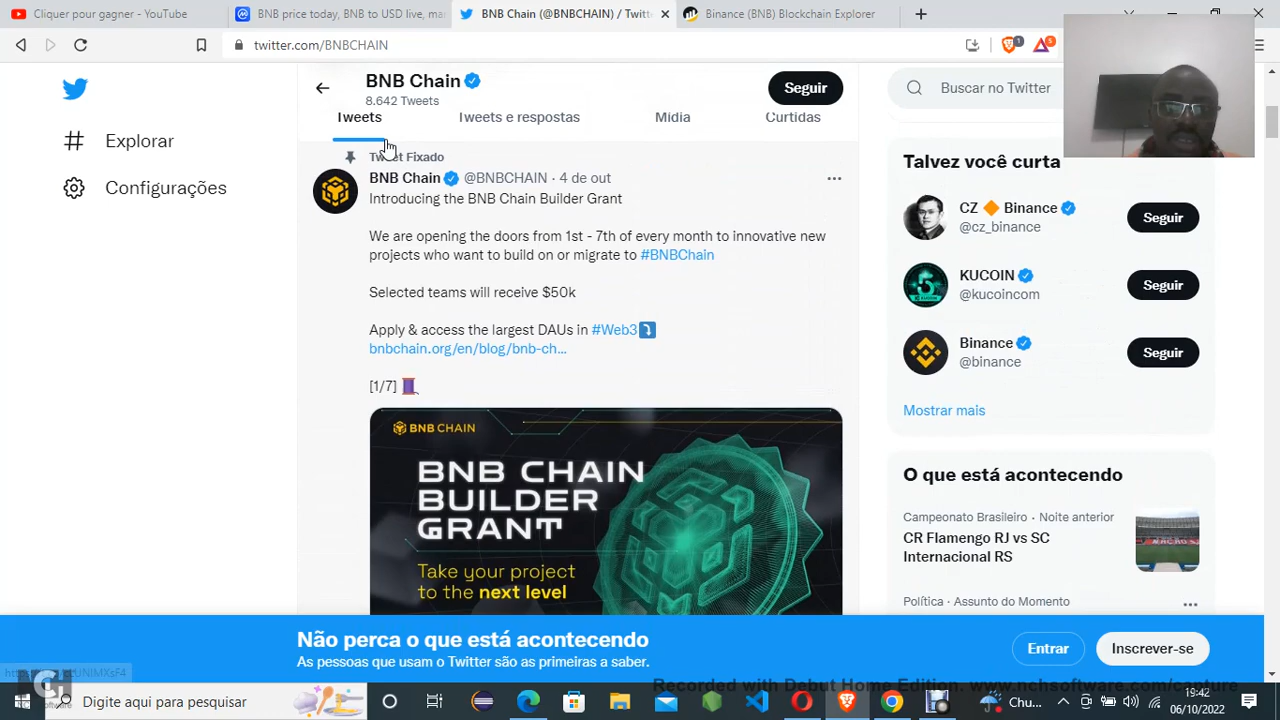 Cliquer pour gagner - YouTube
BNB price today, BNB to USD live, ma
BNB Chain (@BNBCHAIN) / Twitt
Binance (BNB) Blockchain Explorer
twitter.com/BNBCHAIN
1
5
BNB Chain
8.642 Tweets
Seguir
Buscar no Twitter
Explorar
Configurações
Tweets
Tweets e respostas
Mídia
Curtidas
Tweet Fixado
BNB Chain @BNBCHAIN · 4 de out
Introducing the BNB Chain Builder Grant
We are opening the doors from 1st - 7th of every month to innovative new
projects who want to build on or migrate to #BNBChain
Selected teams will receive $50k
Apply & access the largest DAUs in #Web3
bnbchain.org/en/blog/bnb-ch...
[1/7]
BNB CHAIN
BNB CHAIN
BUILDER
GRANT
Take your project
to the next level
Talvez você curta
CZ Binance
@cz_binance
Seguir
KUCOIN
@kucoincom
Seguir
Binance
@binance
Seguir
Mostrar mais
O que está acontecendo
Campeonato Brasileiro · Noite anterior
CR Flamengo RJ vs SC
Internacional RS
Política · Assunto do Momento
Não perca o que está acontecendo
As pessoas que usam o Twitter são as primeiras a saber.
Entrar
Inscrever-se
Recorded with Debut Home Edition. www.nchsoftware.com/capture
Digite aqui para pesquisar
Chu...
19:42
06/10/2022